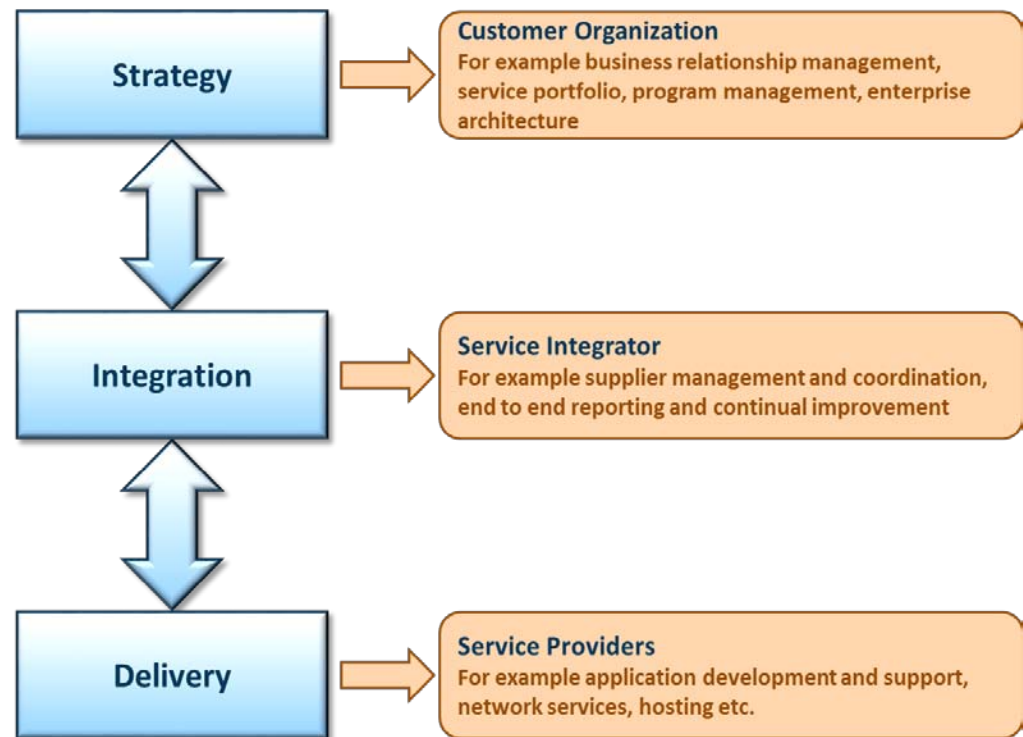 Strategy
Customer Organization
For example business relationship management,
service portfolio, program management, enterprise
architecture
Integration
Service Integrator
For example supplier management and coordination,
end to end reporting and continual improvement
Delivery
Service Providers
For example application development and support,
network services, hosting etc.